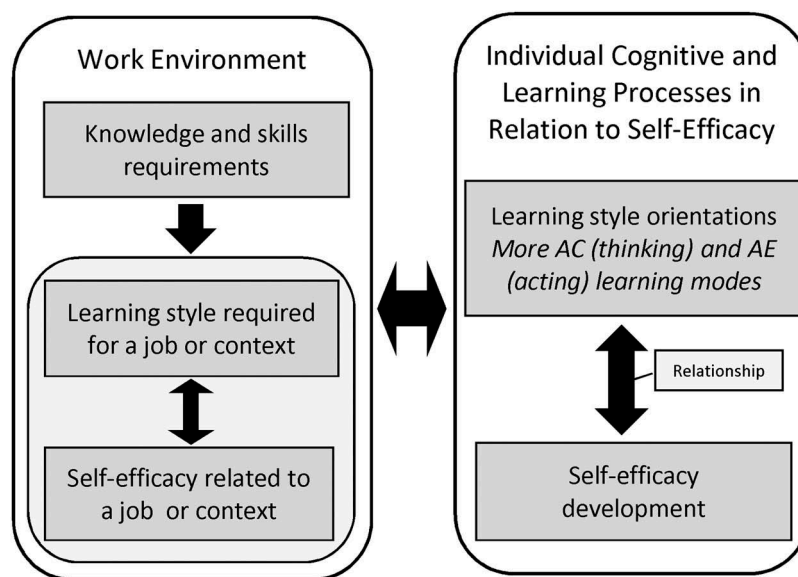 Work Environment
Knowledge and skills
requirements
Learning style required
for a job or context
Self-efficacy related to
a job or context
Individual Cognitive and
Learning Processes in
Relation to Self-Efficacy
Learning style orientations
More AC (thinking) and AE
(acting) learning modes
Relationship
Self-efficacy
development